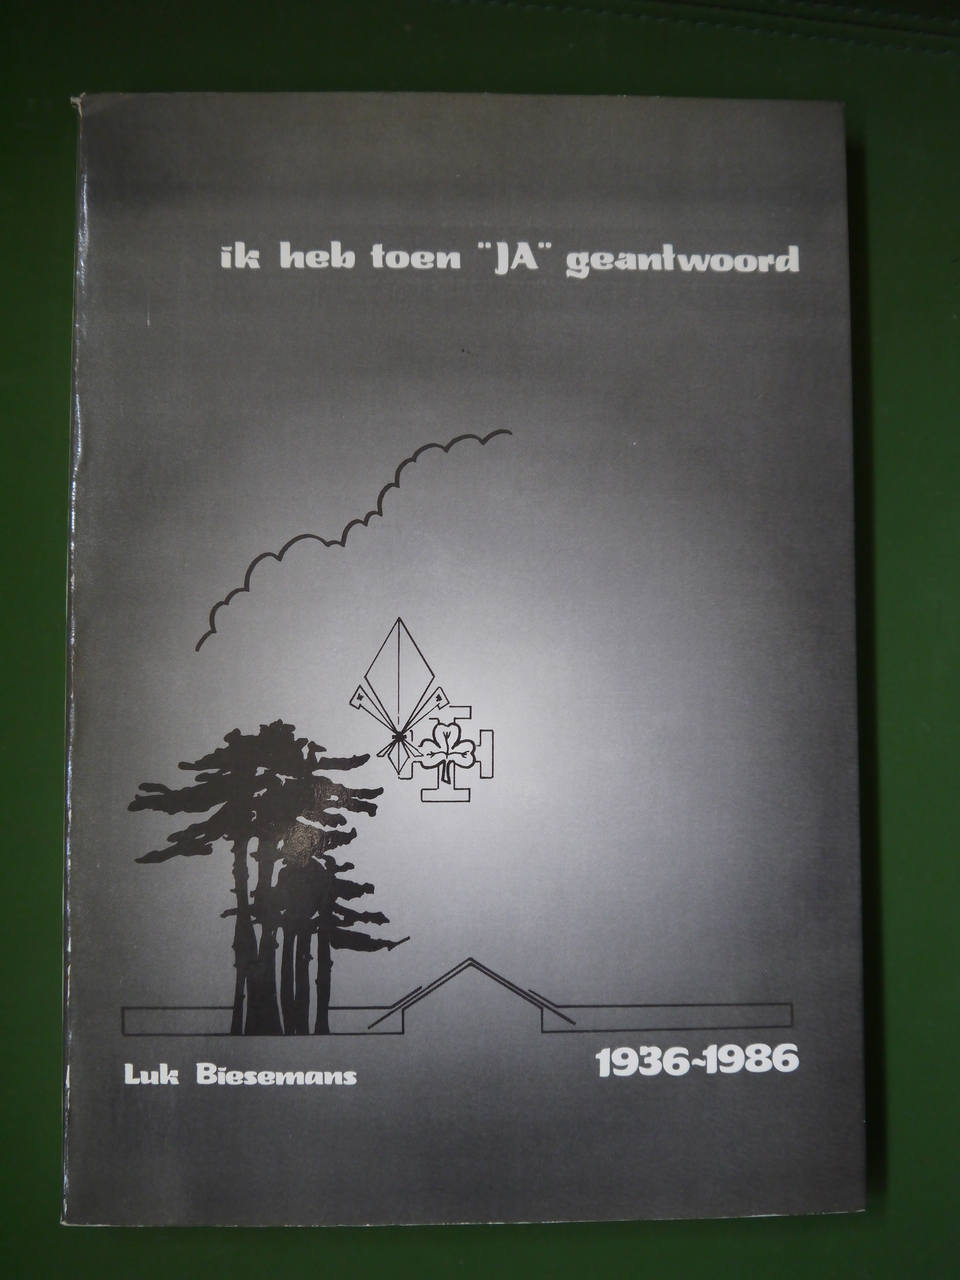 ik heb toen "JA" geantwoord
Luk Biesemans
1936~1986